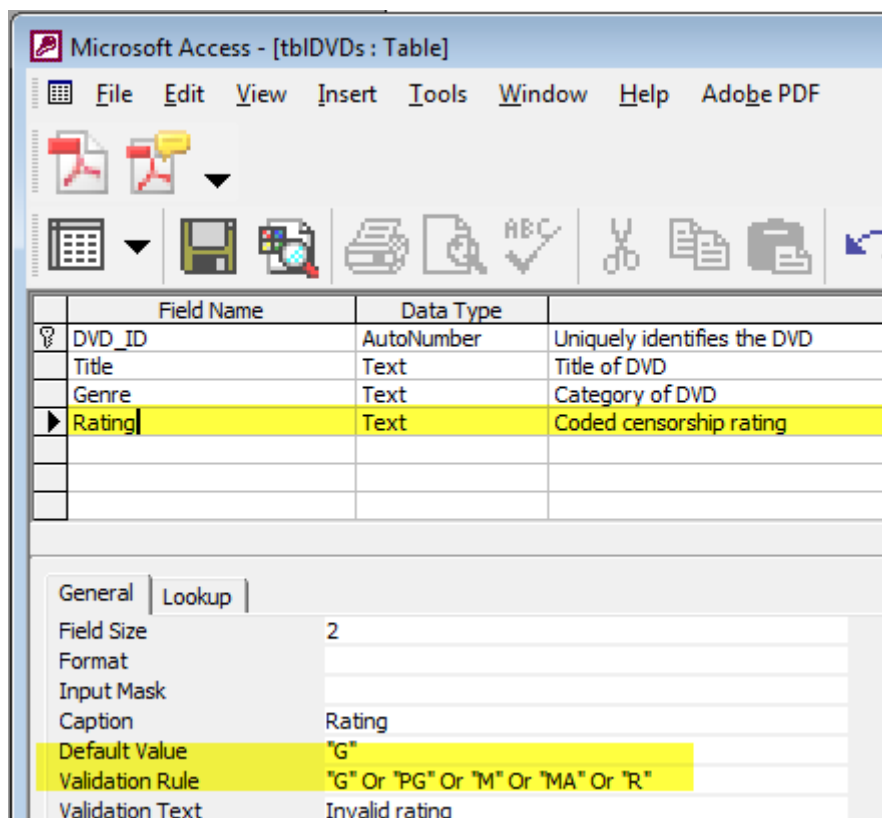 Microsoft Access - [tblDVDs : Table]
File Edit View Insert Tools Window Help Adobe PDF
ABC
Field Name Data Type
DVD_ID AutoNumber Uniquely identifies the DVD
Title Text Title of DVD
Genre Text Category of DVD
Rating Text Coded censorship rating
General Lookup
Field Size 2
Format
Input Mask
Caption Rating
Default Value "G"
Validation Rule "G" Or "PG" Or "M" Or "MA" Or "R"
Validation Text Invalid rating